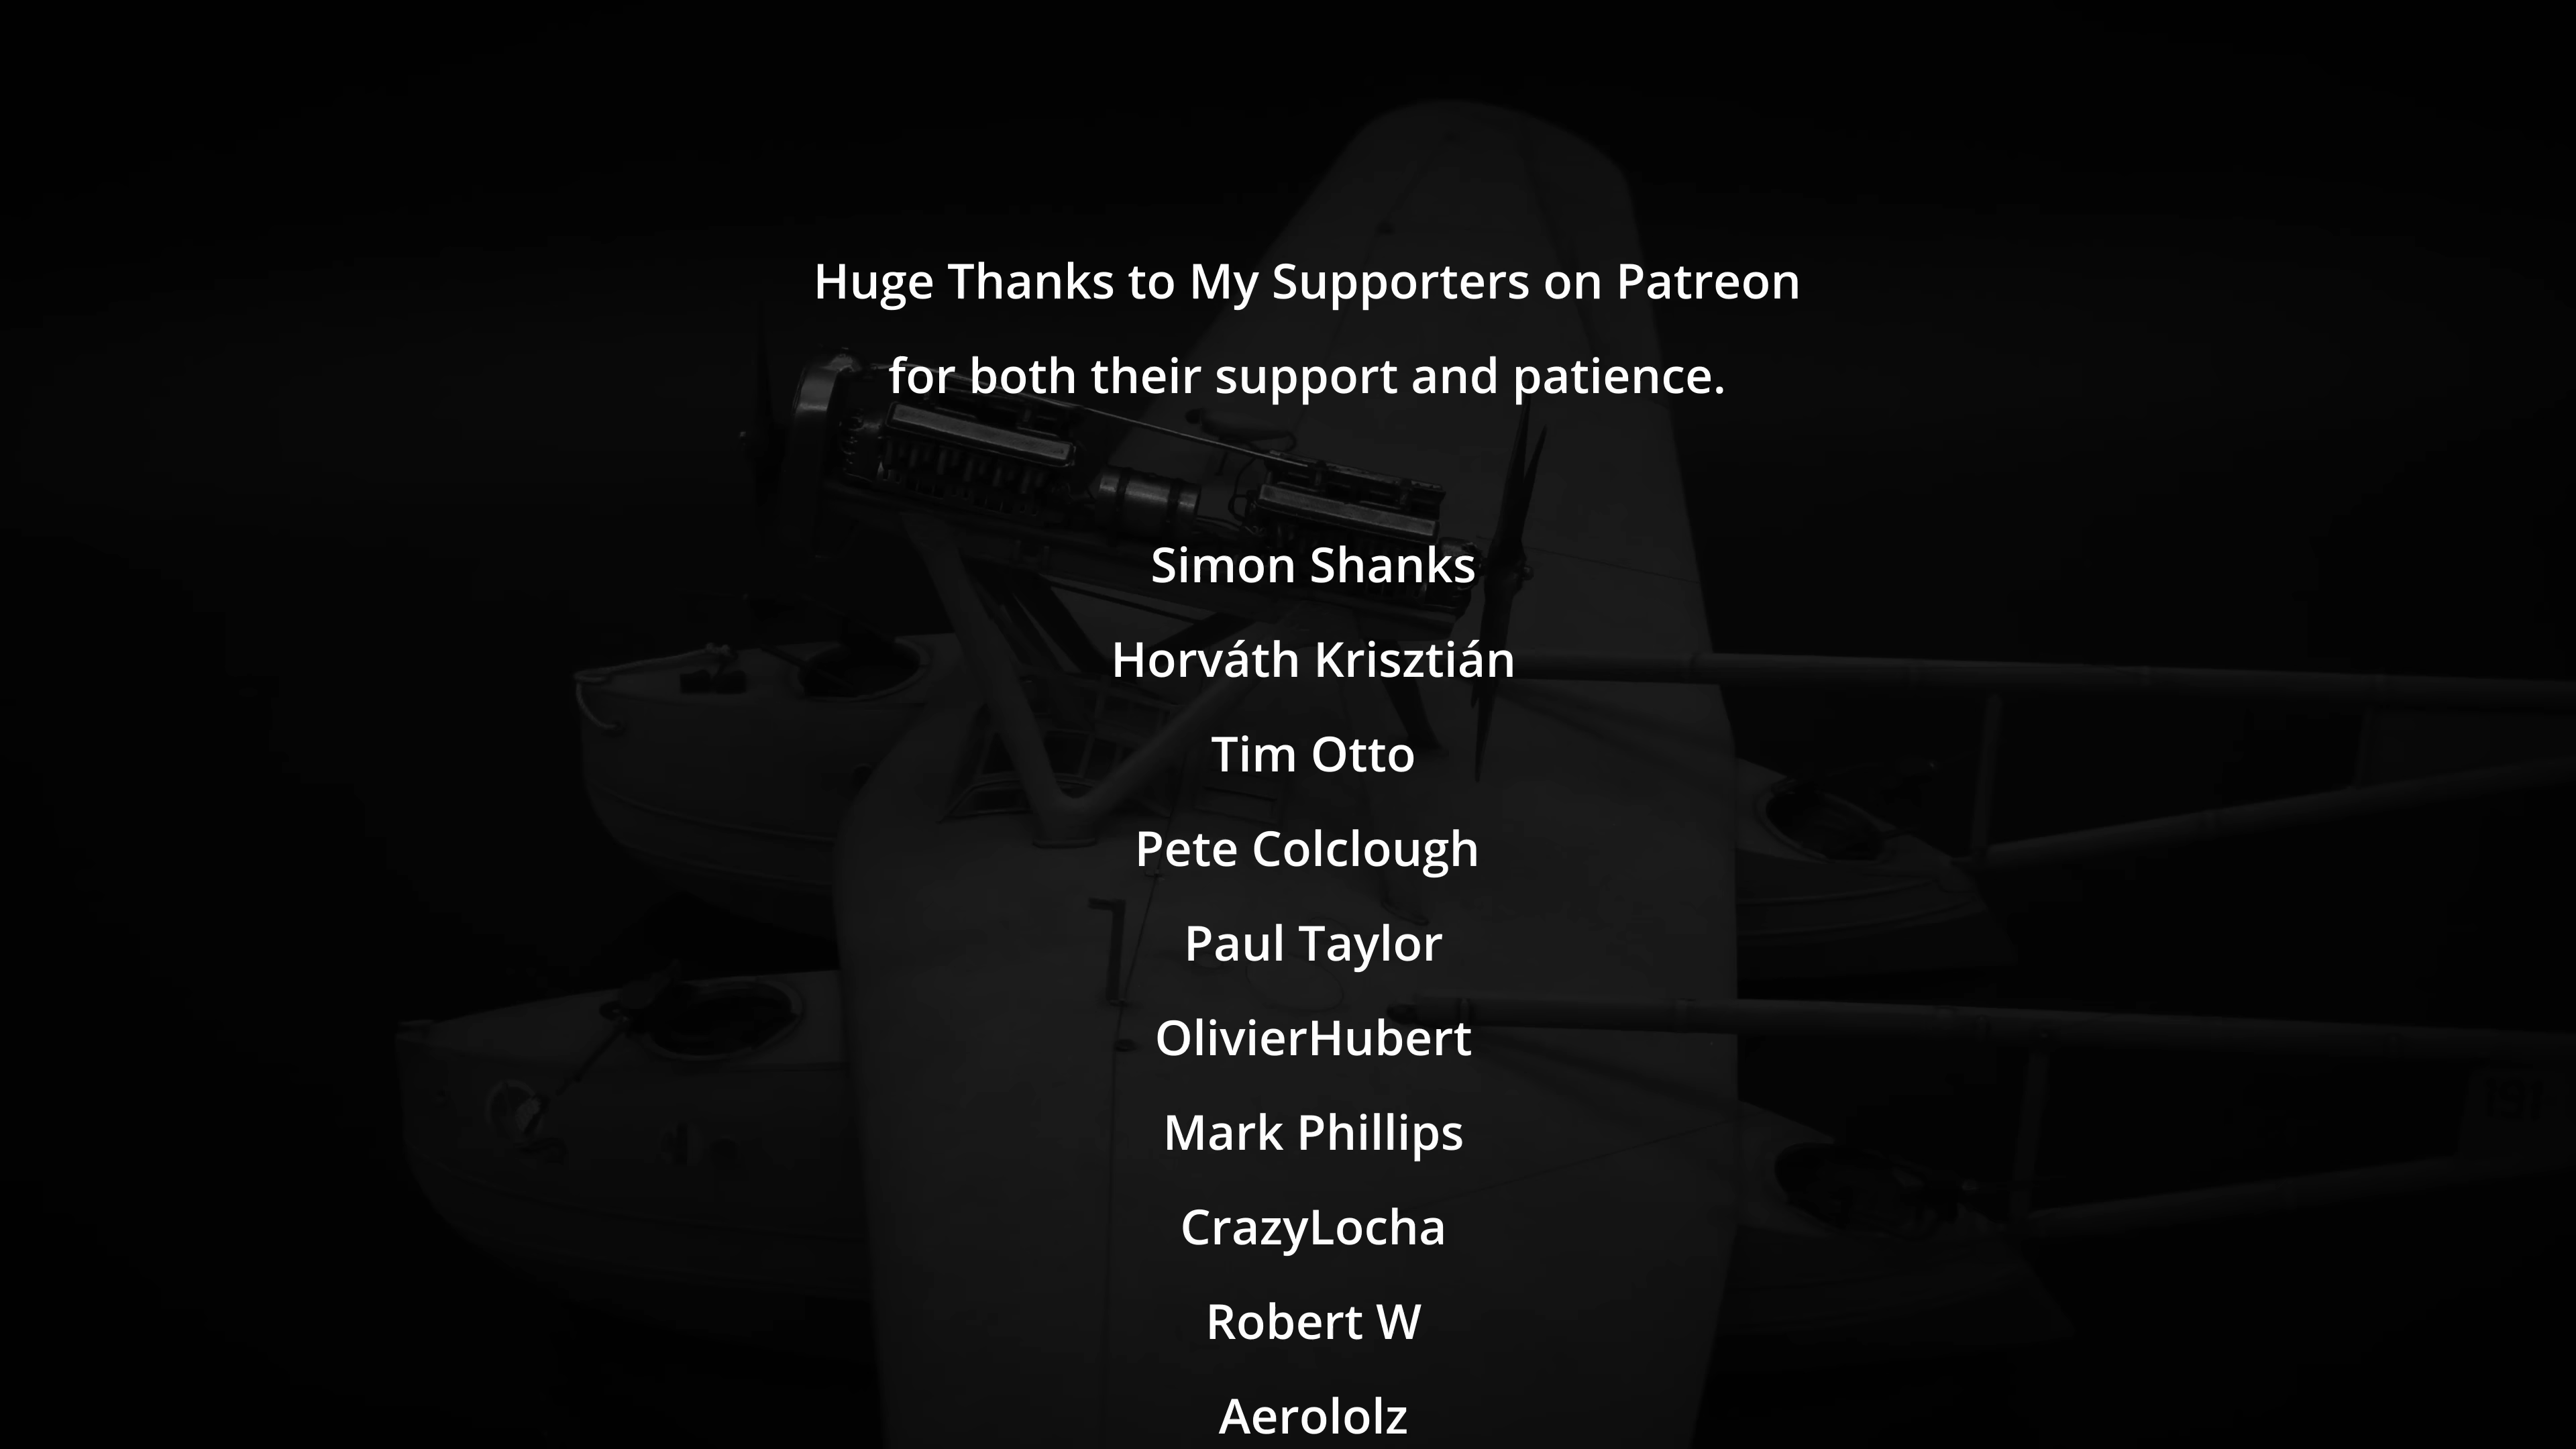 Huge Thanks to My Supporters on Patreon
for both their support and patience.
Simon Shanks
Horváth Krisztián
Tim Otto
Pete Colclough
Paul Taylor
OlivierHubert
Mark Phillips
CrazyLocha
Robert W
Aerololz
191